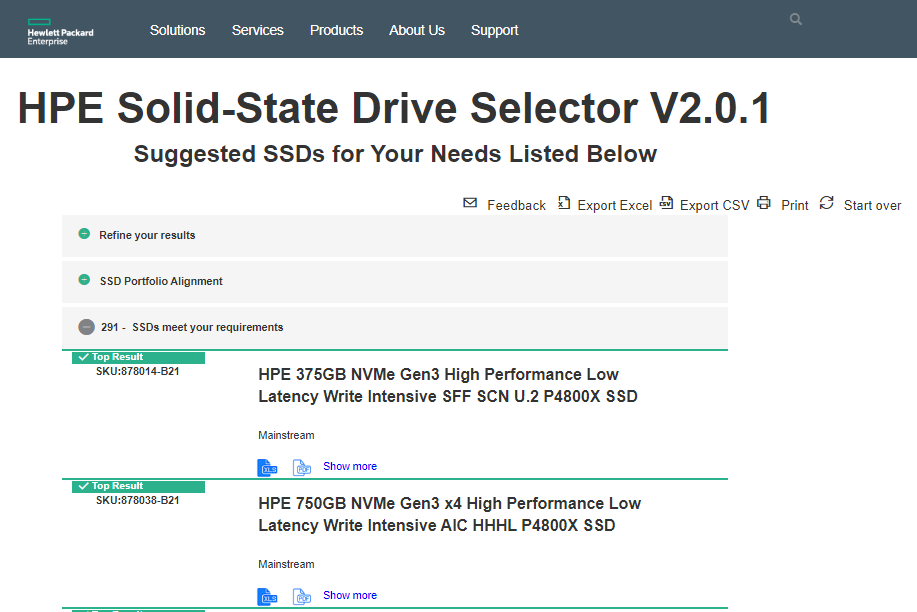 Hewlett Packard
Enterprise
Solutions Services Products About Us Support
HPE Solid-State Drive Selector V2.0.1
Suggested SSDs for Your Needs Listed Below
Feedback Export Excel Export CSV Print Start over
Refine your results
SSD Portfolio Alignment
291 - SSDs meet your requirements
Top Result
SKU:878014-B21
HPE 375GB NVMe Gen3 High Performance Low
Latency Write Intensive SFF SCN U.2 P4800X SSD
Mainstream
XLS PDF Show more
Top Result
SKU:878038-B21
HPE 750GB NVMe Gen3 x4 High Performance Low
Latency Write Intensive AIC HHHL P4800X SSD
Mainstream
XLS PDF Show more